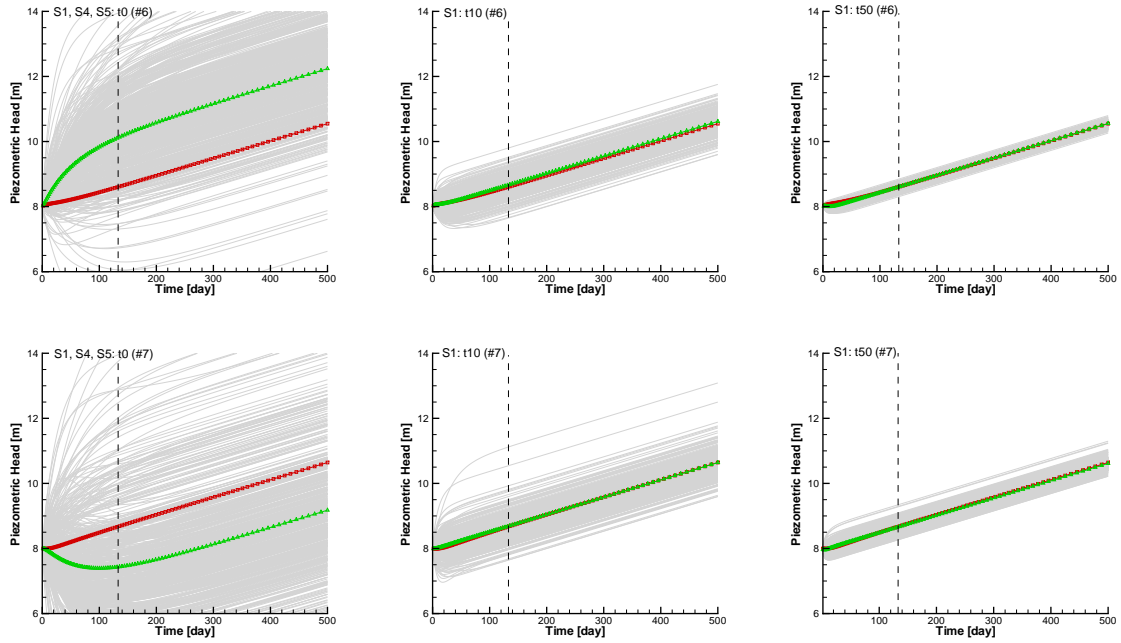 S1, S4, S5: t0 (#6)
Piezometric Head [m]
14
12
10
8
6
0 100 200 300 400 500
Time [day]
S1: t10 (#6)
Piezometric Head [m]
14
12
10
8
6
0 100 200 300 400 500
Time [day]
S1: t50 (#6)
Piezometric Head [m]
14
12
10
8
6
0 100 200 300 400 500
Time [day]
S1, S4, S5: t0 (#7)
Piezometric Head [m]
14
12
10
8
6
0 100 200 300 400 500
Time [day]
S1: t10 (#7)
Piezometric Head [m]
14
12
10
8
6
0 100 200 300 400 500
Time [day]
S1: t50 (#7)
Piezometric Head [m]
14
12
10
8
6
0 100 200 300 400 500
Time [day]